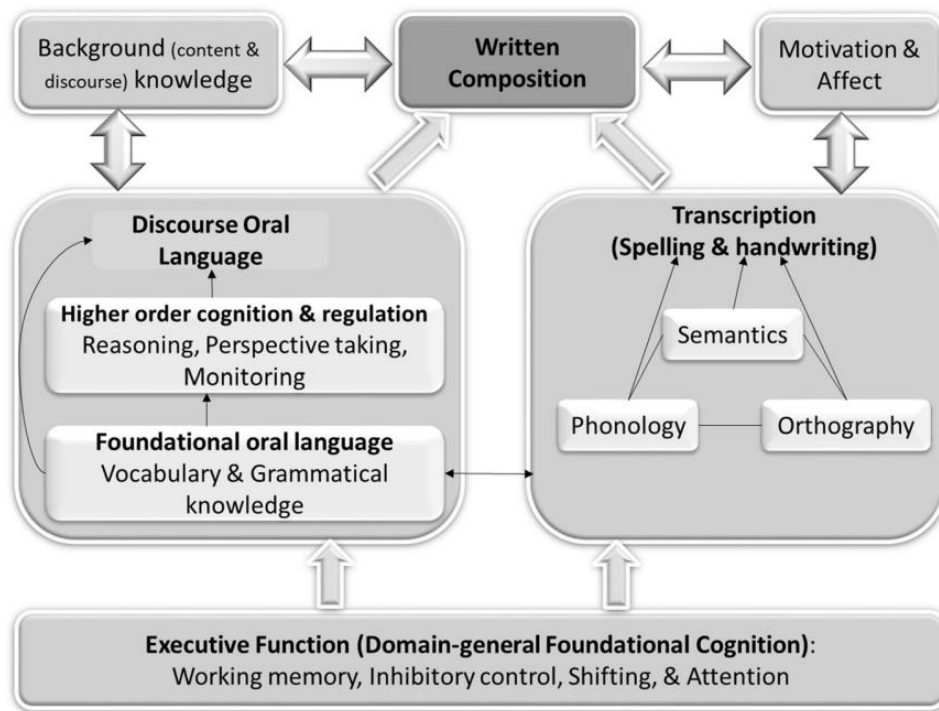 Background (content &
discourse) knowledge
Written
Composition
Motivation &
Affect
Discourse Oral
Language
Higher order cognition & regulation
Reasoning, Perspective taking,
Monitoring
Foundational oral language
Vocabulary & Grammatical
knowledge
Transcription
(Spelling & handwriting)
Semantics
Phonology
Orthography
Executive Function (Domain-general Foundational Cognition):
Working memory, Inhibitory control, Shifting, & Attention